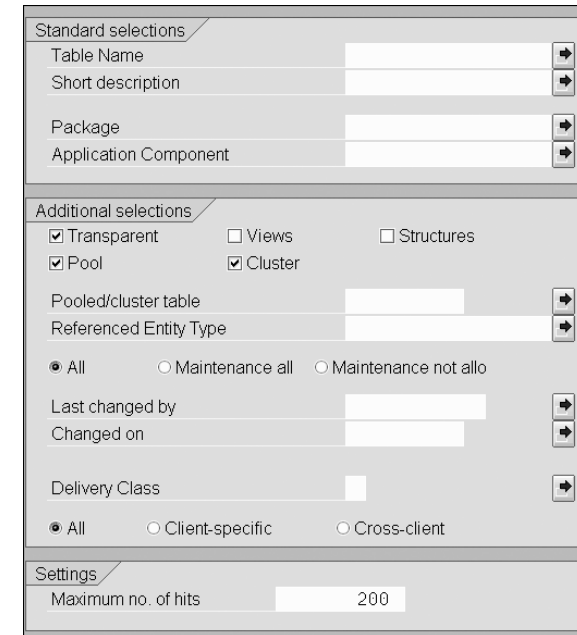 Standard selections
Table Name
Short description
Package
Application Component
Additional selections
Transparent Views Structures
Pool Cluster
Pooled/cluster table
Referenced Entity Type
All Maintenance all Maintenance not allo
Last changed by
Changed on
Delivery Class
All Client-specific Cross-client
Settings
Maximum no. of hits 200